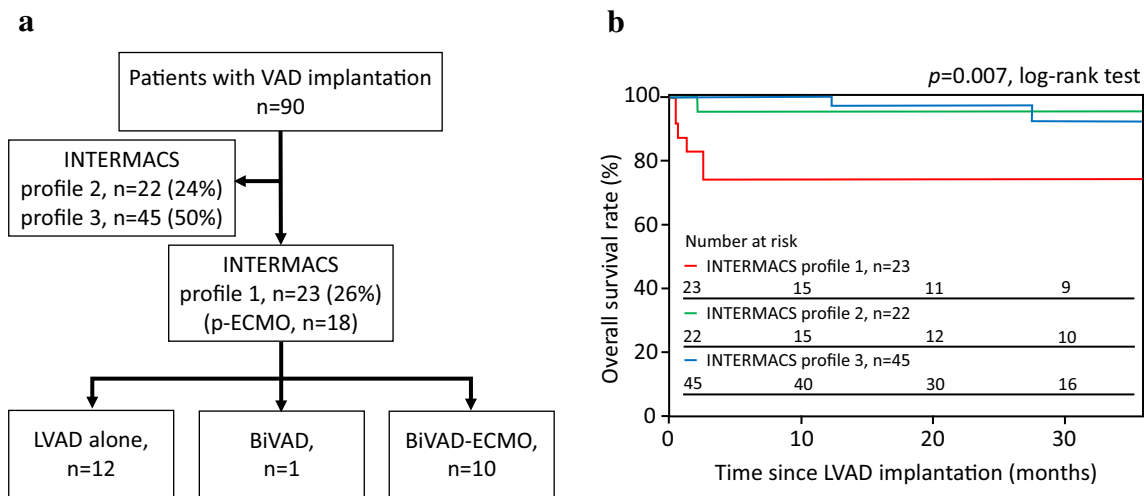 a
Patients with VAD implantation
n=90
INTERMACS
profile 2, n=22 (24%)
profile 3, n=45 (50%)
INTERMACS
profile 1, n=23 (26%)
(p-ECMO, n=18)
LVAD alone,
n=12
BiVAD,
n=1
BiVAD-ECMO,
n=10
b
p=0.007, log-rank test
Overall survival rate (%)
100
80
60
40
20
0
Number at risk
INTERMACS profile 1, n=23
23 15 11 9
INTERMACS profile 2, n=22
22 15 12 10
INTERMACS profile 3, n=45
45 40 30 16
0 10 20 30
Time since LVAD implantation (months)